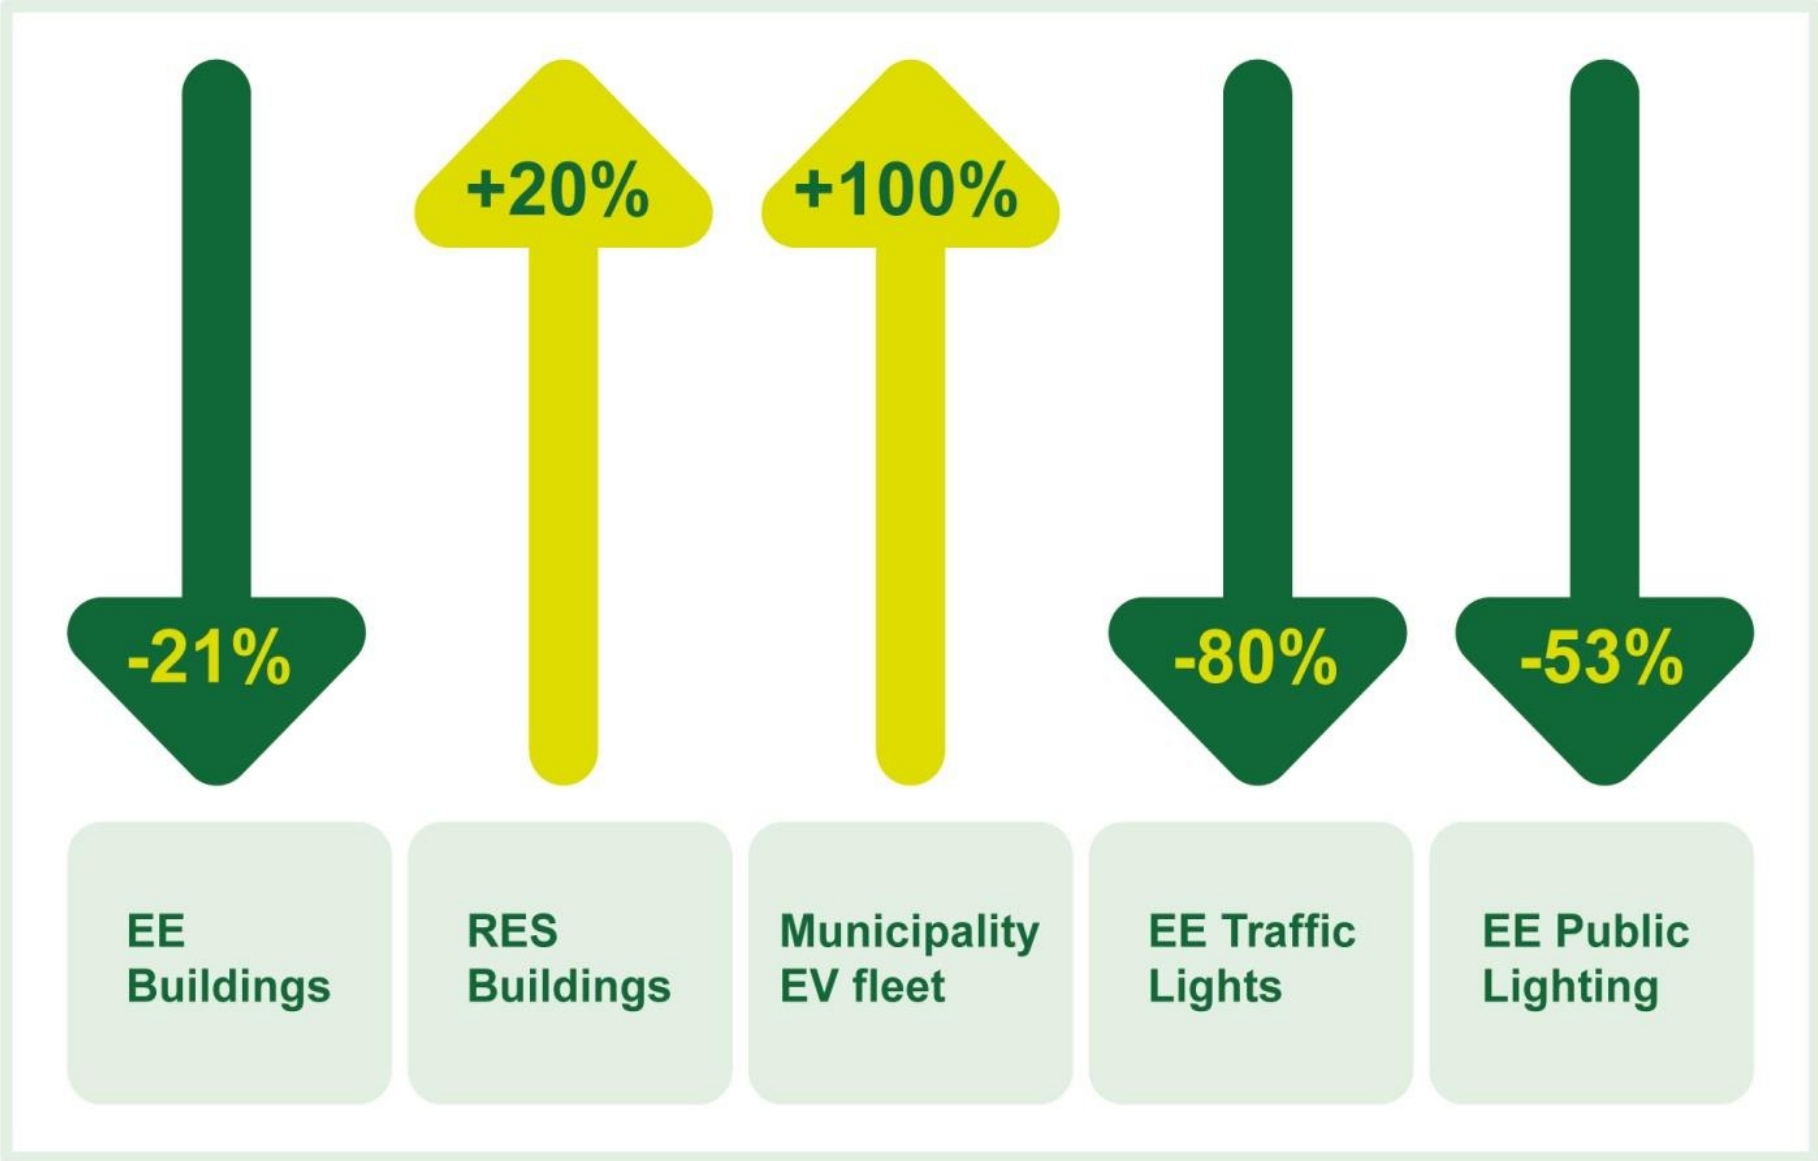 +20%
+100%
-21%
-80%
-53%
EE
Buildings
RES
Buildings
Municipality
EV fleet
EE Traffic
Lights
EE Public
Lighting